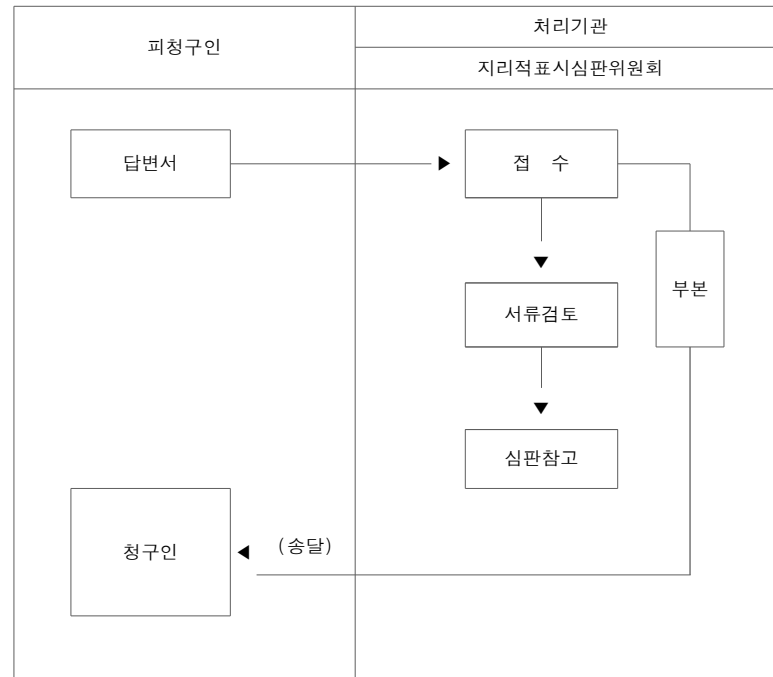 피청구인
처리기관
지리적표시심판위원회
답변서
접 수
부본
서류검토
심판참고
청구인
(송달)